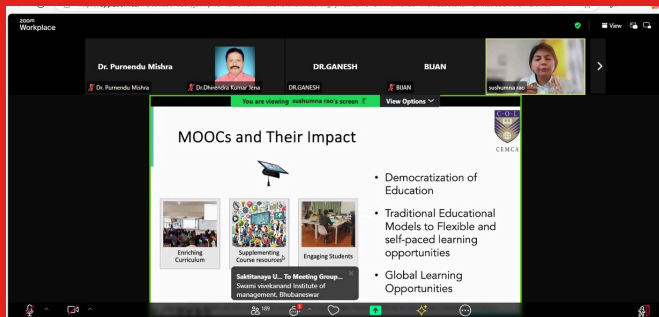 zoom
Workplace
View
Dr. Purnendu Mishra
DR.GANESH
BIJAN
Dr. Purnendu Mishra
Dr.Dhirendra Kumar Jena
DR.GANESH
BIJAN
sushumna rao
You are viewing sushumna rao's screen
View Options
MOOCs and Their Impact
COL
CEMCA
• Democratization of
Education
• Traditional Educational
Models to Flexible and
self-paced learning
opportunities
• Global Learning
Opportunities
Enriching
Curriculum
Supplementing
Course resources
Engaging Students
Saktitanaya U... To Meeting Group...
Swami vivekanand Institute of
management, Bhubaneswar
189
1